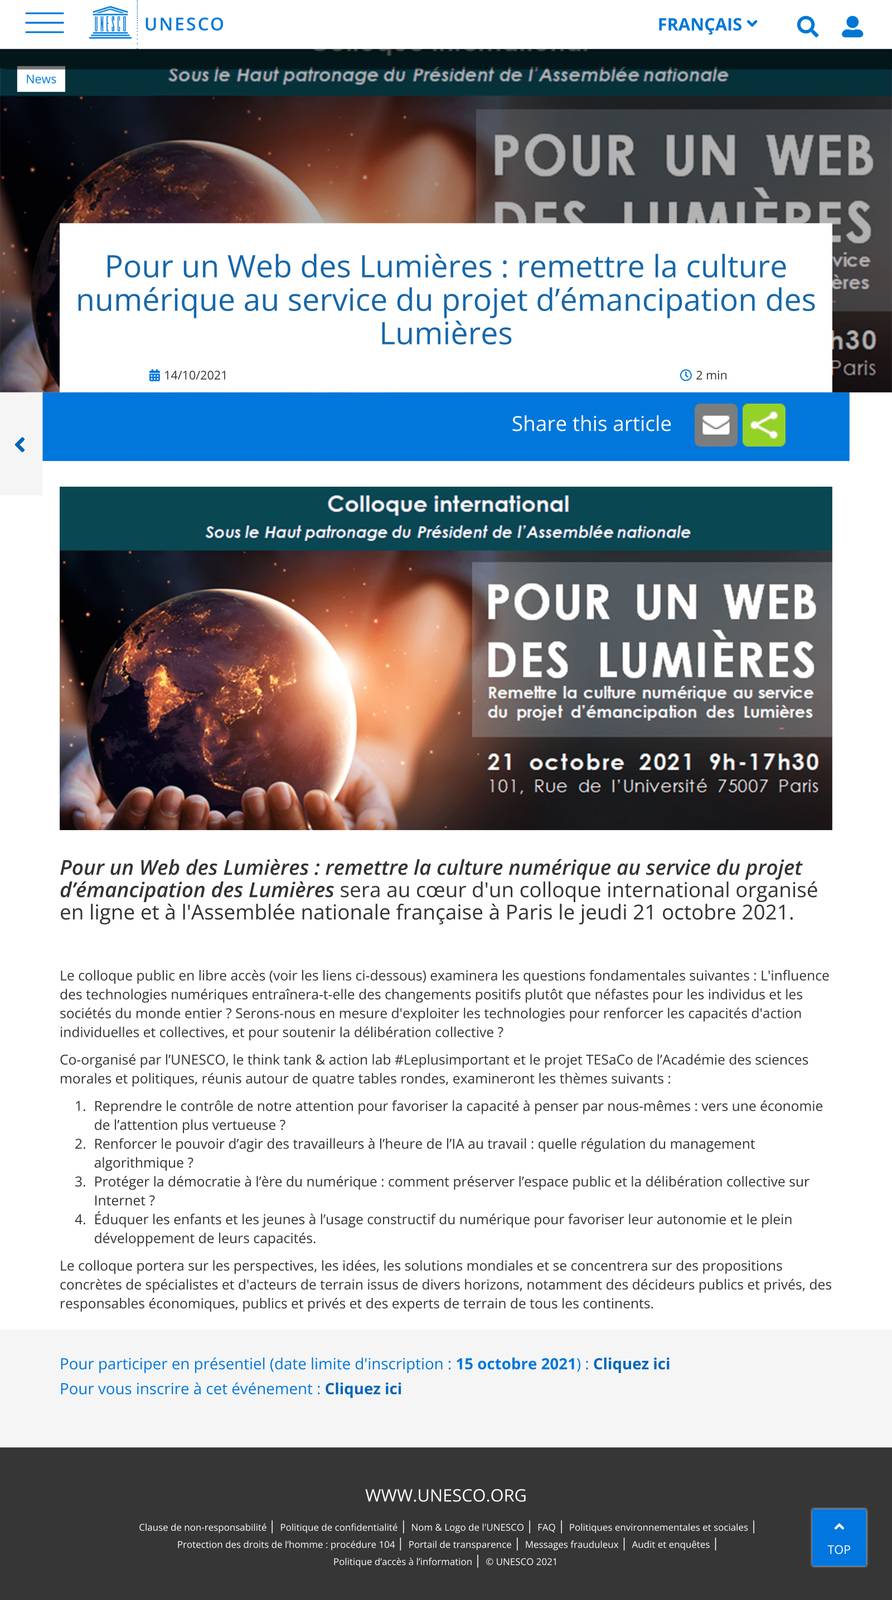 UNESCO
UNESCO
FRANÇAIS
Colloque international
News
Sous le Haut patronage du Président de l'Assemblée nationale
POUR UN WEB
DES LUMIÈRES
Pour un Web des Lumières : remettre la culture
numérique au service du projet d’émancipation des
Lumières
14/10/2021
2 min
h30
Paris
Share this article
Colloque international
Sous le Haut patronage du Président de l'Assemblée nationale
POUR UN WEB
DES LUMIÈRES
Remettre la culture numérique au service
du projet d'émancipation des Lumières
21 octobre 2021 9h-17h30
101, Rue de l'Université 75007 Paris
Pour un Web des Lumières : remettre la culture numérique au service du projet
d’émancipation des Lumières sera au cœur d'un colloque international organisé
en ligne et à l'Assemblée nationale française à Paris le jeudi 21 octobre 2021.
Le colloque public en libre accès (voir les liens ci-dessous) examinera les questions fondamentales suivantes : L'influence
des technologies numériques entraînera-t-elle des changements positifs plutôt que néfastes pour les individus et les
sociétés du monde entier ? Serons-nous en mesure d'exploiter les technologies pour renforcer les capacités d'action
individuelles et collectives, et pour soutenir la délibération collective ?
Co-organisé par l’UNESCO, le think tank & action lab #Leplusimportant et le projet TESaCo de l’Académie des sciences
morales et politiques, réunis autour de quatre tables rondes, examineront les thèmes suivants :
1. Reprendre le contrôle de notre attention pour favoriser la capacité à penser par nous-mêmes : vers une économie
de l’attention plus vertueuse ?
2. Renforcer le pouvoir d’agir des travailleurs à l’heure de l’IA au travail : quelle régulation du management
algorithmique ?
3. Protéger la démocratie à l’ère du numérique : comment préserver l’espace public et la délibération collective sur
Internet ?
4. Éduquer les enfants et les jeunes à l’usage constructif du numérique pour favoriser leur autonomie et le plein
développement de leurs capacités.
Le colloque portera sur les perspectives, les idées, les solutions mondiales et se concentrera sur des propositions
concrètes de spécialistes et d'acteurs de terrain issus de divers horizons, notamment des décideurs publics et privés, des
responsables économiques, publics et privés et des experts de terrain de tous les continents.
Pour participer en présentiel (date limite d'inscription : 15 octobre 2021) : Cliquez ici
Pour vous inscrire à cet événement : Cliquez ici
WWW.UNESCO.ORG
Clause de non-responsabilité | Politique de confidentialité | Nom & Logo de l'UNESCO | FAQ | Politiques environnementales et sociales |
Protection des droits de l’homme : procédure 104 | Portail de transparence | Messages frauduleux | Audit et enquêtes |
Politique d’accès à l’information | © UNESCO 2021
TOP